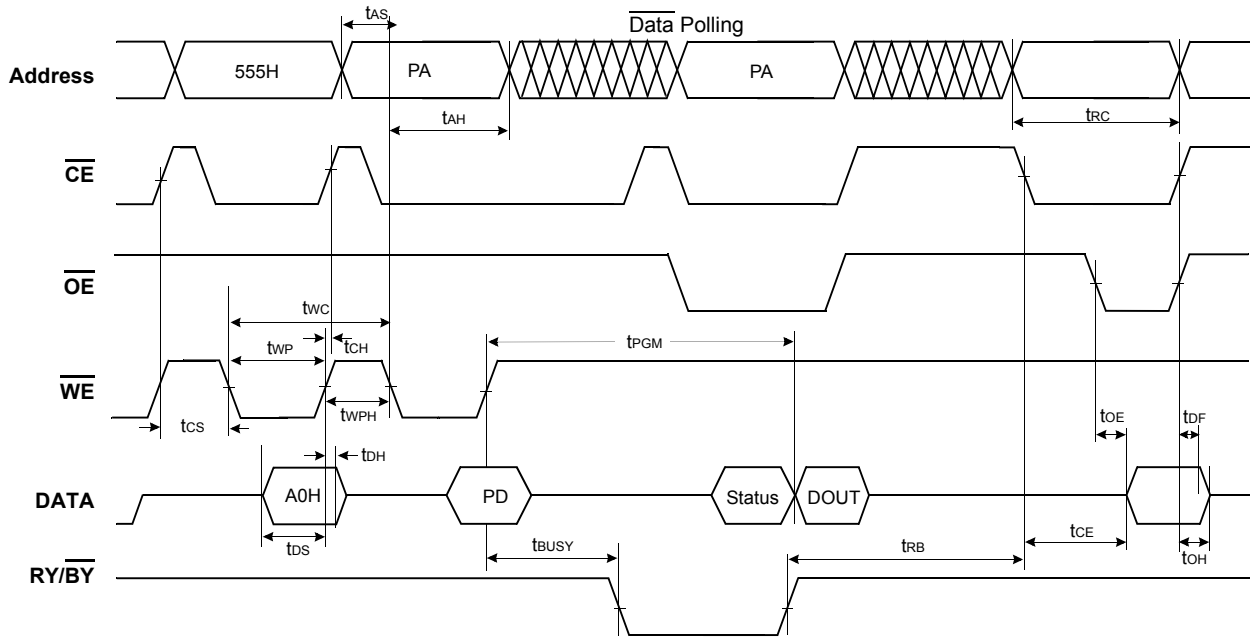 tAS
Data Polling
Address
555H
PA
PA
tAH
tRC
CE
OE
tWC
tWP
tCH
tPGM
WE
tCS
tWPH
tOE
tDF
tDH
DATA
A0H
PD
Status
DOUT
tDS
tBUSY
tRB
tCE
tOH
RY/BY